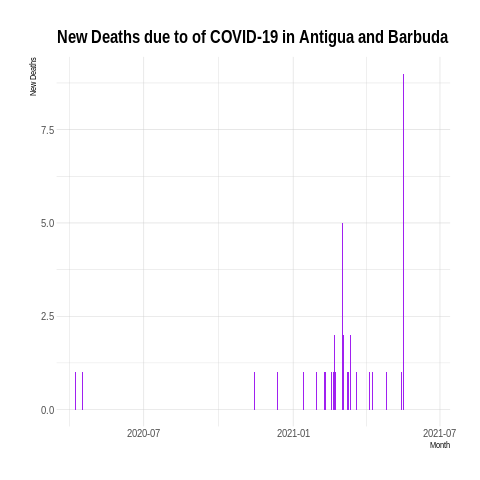 New Deaths due to of COVID-19 in Antigua and Barbuda
New Deaths
7.5
5.0
2.5
0.0
2020-07
2021-01
2021-07
Month